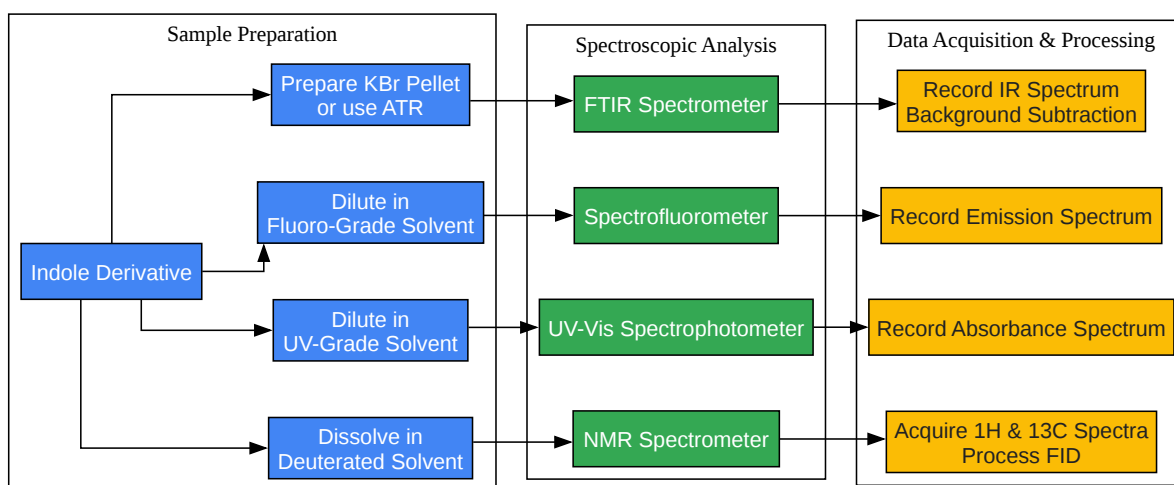 Sample Preparation
Spectroscopic Analysis
Data Acquisition & Processing
Prepare KBr Pellet
or use ATR
FTIR Spectrometer
Record IR Spectrum
Background Subtraction
Dilute in
Fluoro-Grade Solvent
Spectrofluorometer
Record Emission Spectrum
Indole Derivative
Dilute in
UV-Grade Solvent
UV-Vis Spectrophotometer
Record Absorbance Spectrum
Dissolve in
Deuterated Solvent
NMR Spectrometer
Acquire 1H & 13C Spectra
Process FID